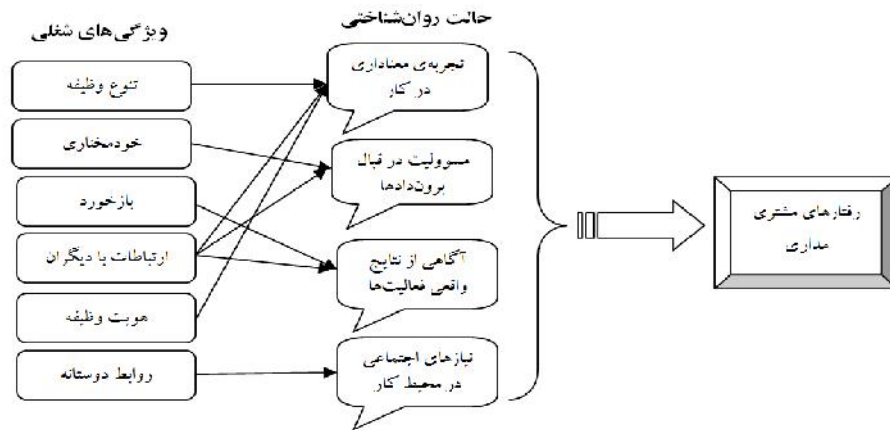 ویژگی‌های شغلی
تنوع وظیفه
خودمختاری
بازخورد
ارتباطات با دیگران
هویت وظیفه
روابط دوستانه
حالت روان‌شناختی
تجربه‌ی معناداری
در کار
مسوولیت در قبال
برون‌دادها
آگاهی از نتایج
واقعی فعالیت‌ها
نیازهای اجتماعی
در محیط کار
رفتارهای مشتری
مداری